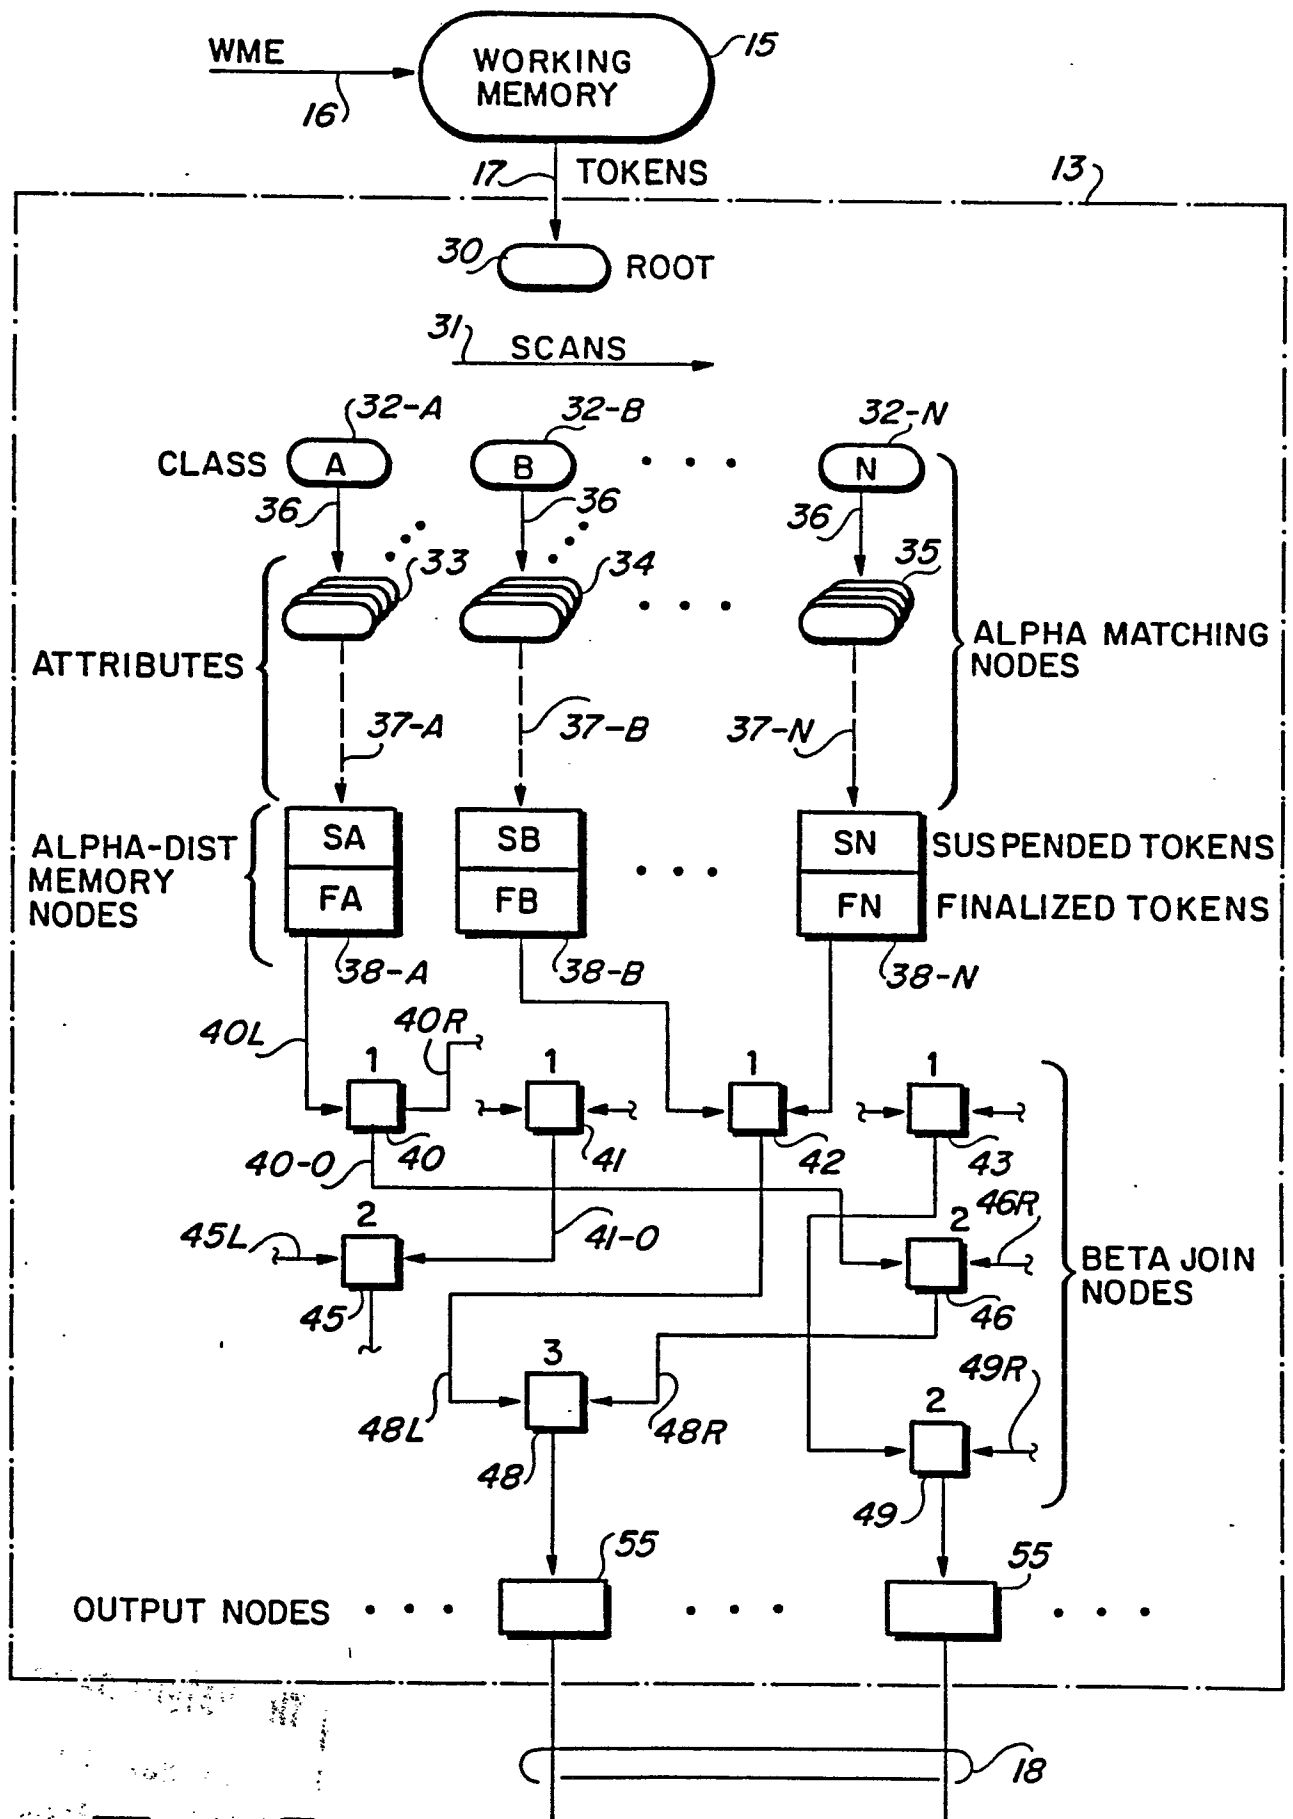 WME
16
WORKING
MEMORY
15
17
TOKENS
13
30
ROOT
31
SCANS
32-A
32-B
32-N
CLASS
A
B
N
36
36
36
33
34
35
ATTRIBUTES
ALPHA MATCHING
NODES
37-A
37-B
37-N
ALPHA-DIST
MEMORY
NODES
SA
SB
SN
SUSPENDED TOKENS
FA
FB
FN
FINALIZED TOKENS
38-A
38-B
38-N
40L
40R
1
1
1
1
40-O
40
41
42
43
45L
2
41-O
46R
2
BETA JOIN
NODES
45
46
3
49R
48L
48R
2
48
49
55
55
OUTPUT NODES
18